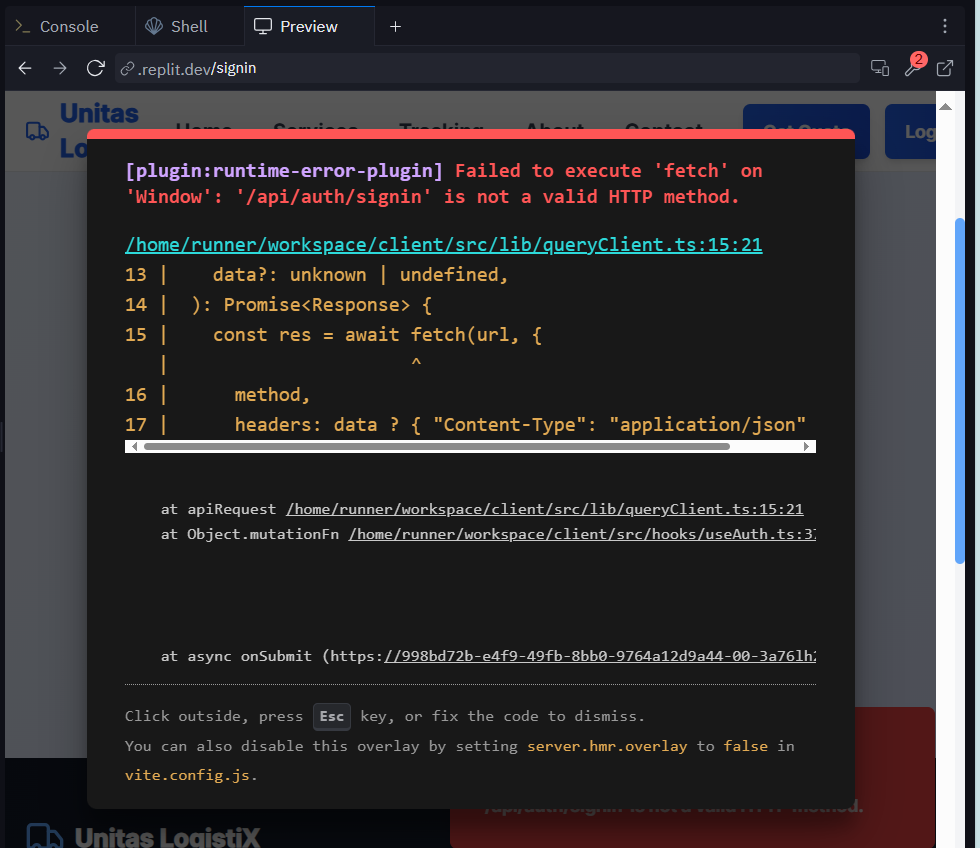 Console
Shell
Preview
.replit.dev/signin
2
Unitas
Home Services Tracking About Contact Get Quote Log
Lo
[plugin:runtime-error-plugin] Failed to execute 'fetch' on
'Window': '/api/auth/signin' is not a valid HTTP method.
/home/runner/workspace/client/src/lib/queryClient.ts:15:21
13 | data?: unknown | undefined,
14 | ): Promise<Response> {
15 | const res = await fetch(url, {
| ^
16 | method,
17 | headers: data ? { "Content-Type": "application/json"
at apiRequest /home/runner/workspace/client/src/lib/queryClient.ts:15:21
at Object.mutationFn /home/runner/workspace/client/src/hooks/useAuth.ts:37
at async onSubmit (https://998bd72b-e4f9-49fb-8bb0-9764a12d9a44-00-3a76lh2
Click outside, press Esc key, or fix the code to dismiss.
You can also disable this overlay by setting server.hmr.overlay to false in
vite.config.js.
'/api/auth/signin' is not a valid HTTP method.
Unitas LogistiX